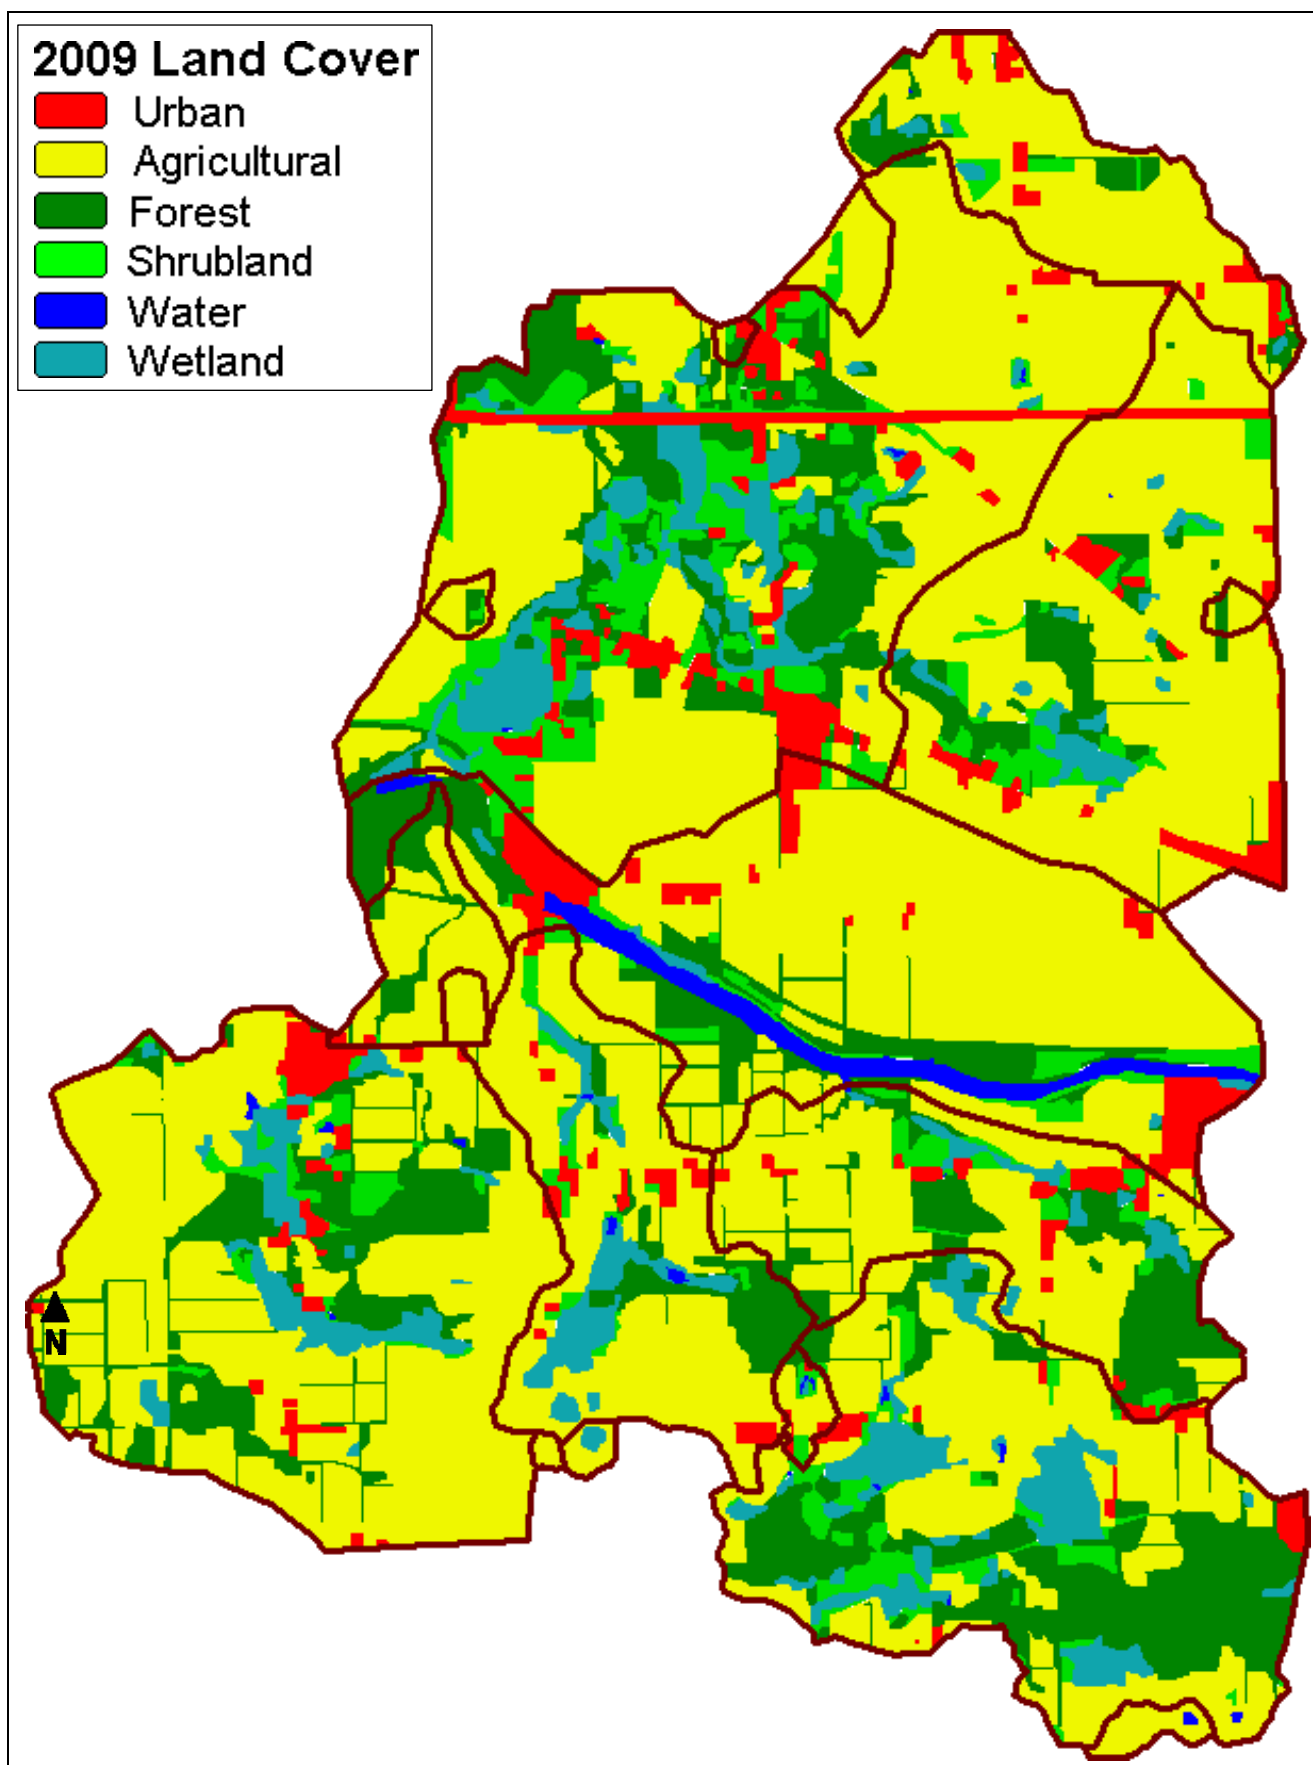 2009 Land Cover
Urban
Agricultural
Forest
Shrubland
Water
Wetland
N